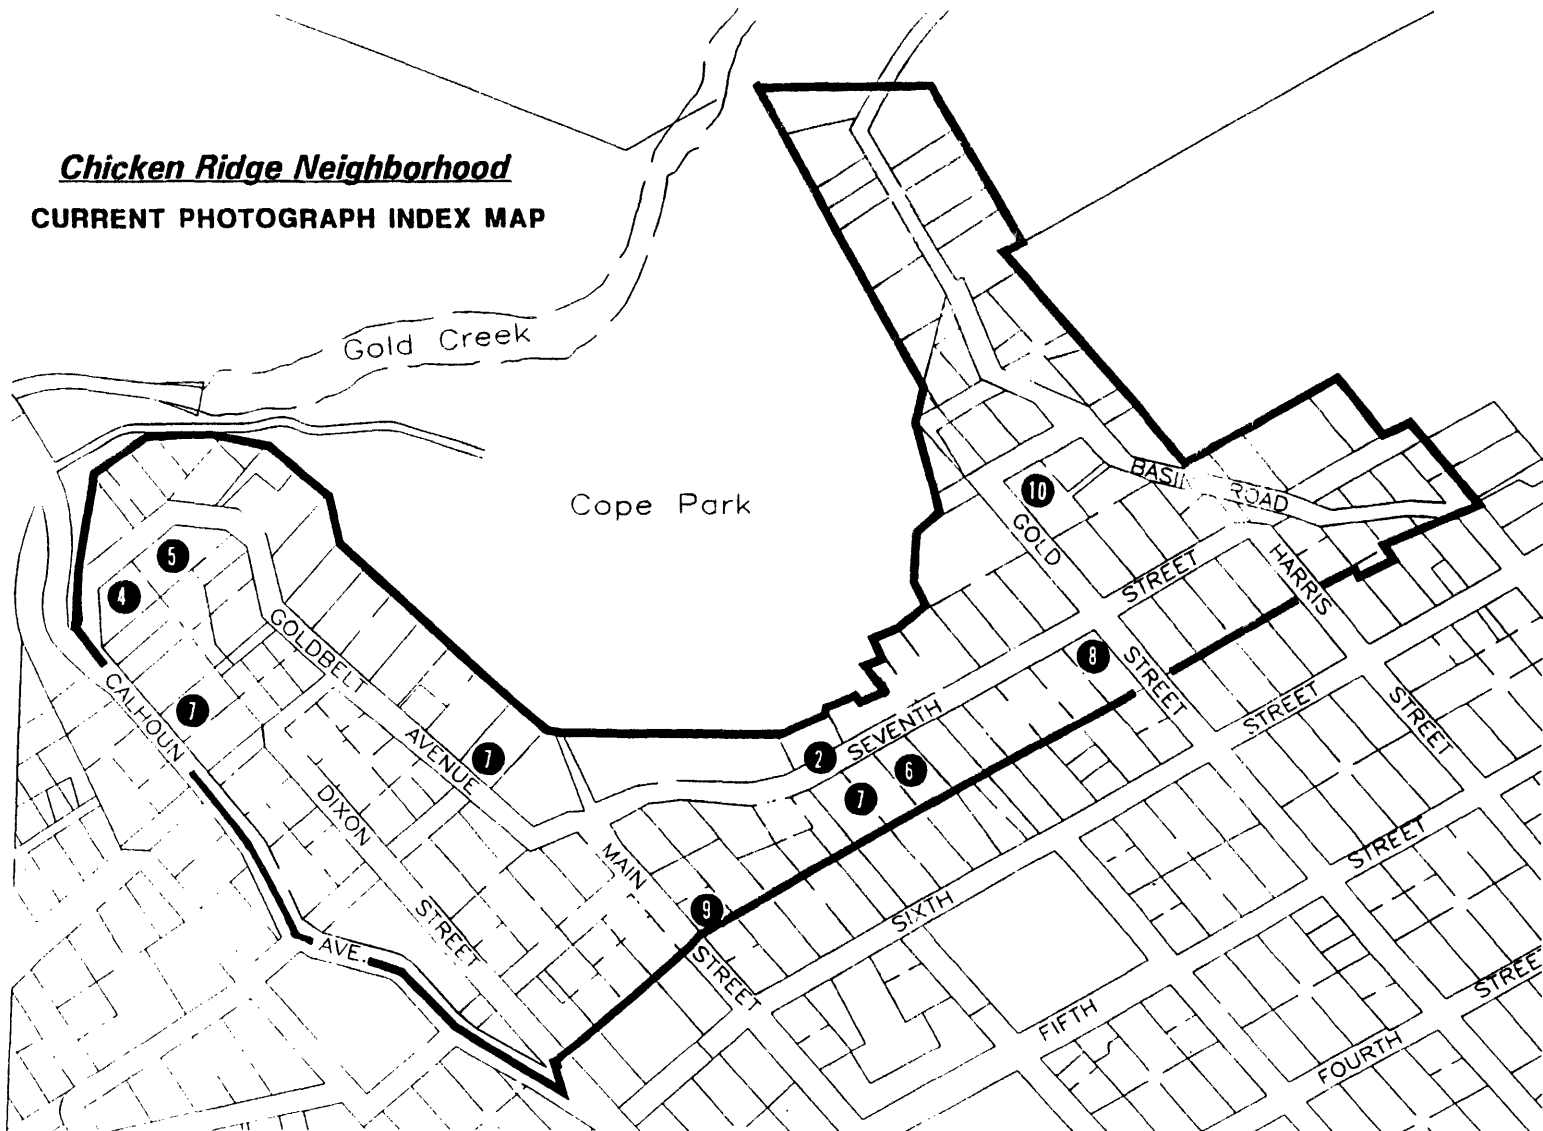 Chicken Ridge Neighborhood
CURRENT PHOTOGRAPH INDEX MAP
Gold Creek
Cope Park
BASIN ROAD
10
GOLD
STREET
HARRIS
STREET
5
4
GOLDBELT
AVENUE
CALHOUN
AVE.
7
7
8
STREET
STREET
2
SEVENTH
6
7
DIXON
STREET
MAIN
STREET
9
SIXTH
STREET
FIFTH
STREET
FOURTH